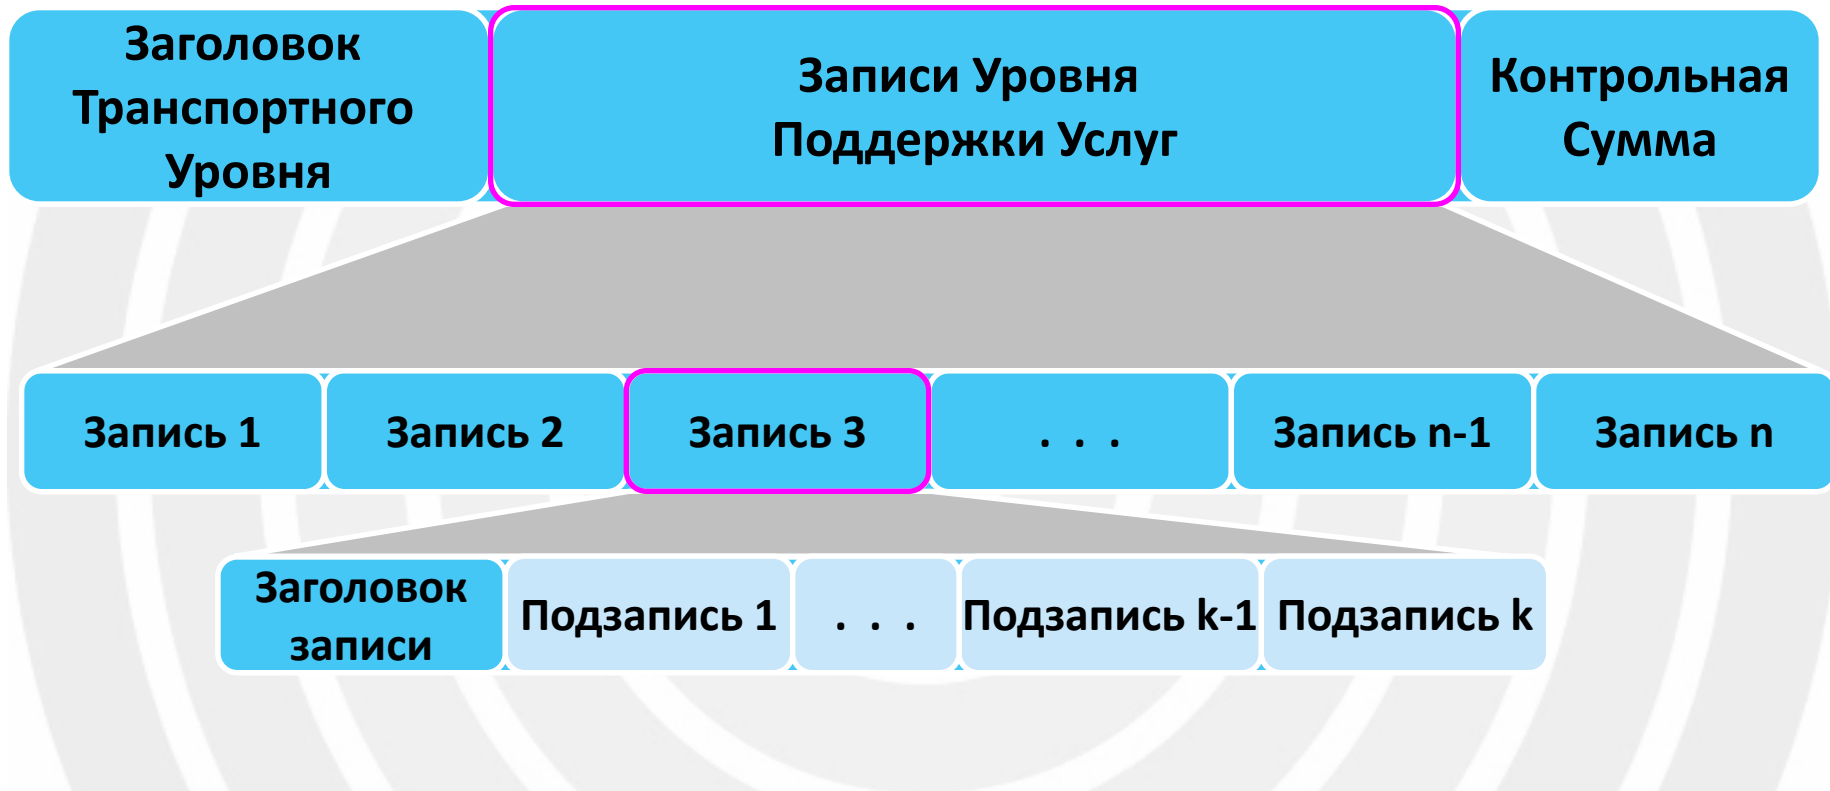 Заголовок
Транспортного
Уровня
Записи Уровня
Поддержки Услуг
Контрольная
Сумма
Запись 1
Запись 2
Запись 3
. . .
Запись n-1
Запись n
Заголовок
записи
Подзапись 1
. . .
Подзапись k-1
Подзапись k